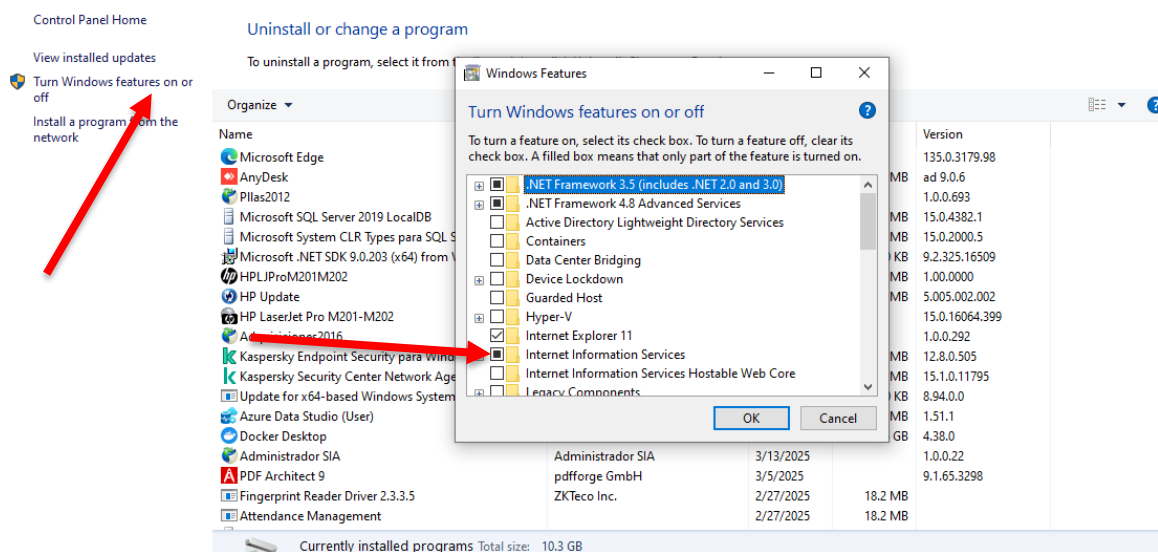 Control Panel Home
View installed updates
Turn Windows features on or
off
Install a program from the
network
Uninstall or change a program
To uninstall a program, select it from
Organize
Name
Version
Microsoft Edge
135.0.3179.98
AnyDesk
MB ad 9.0.6
Pllas2012
1.0.0.693
Microsoft SQL Server 2019 LocalDB
MB 15.0.4382.1
Microsoft System CLR Types para SQL S
MB 15.0.2000.5
Microsoft .NET SDK 9.0.203 (x64) from
KB 9.2.325.16509
HPLJProM201M202
MB 1.00.0000
HP Update
MB 5.005.002.002
HP LaserJet Pro M201-M202
15.0.16064.399
Adquisiciones2016
1.0.0.292
Kaspersky Endpoint Security para Wind
MB 12.8.0.505
Kaspersky Security Center Network Age
MB 15.1.0.11795
Update for x64-based Windows System
KB 8.94.0.0
Azure Data Studio (User)
MB 1.51.1
Docker Desktop
GB 4.38.0
Administrador SIA Administrador SIA 3/13/2025 1.0.0.22
PDF Architect 9 pdfforge GmbH 3/5/2025 9.1.65.3298
Fingerprint Reader Driver 2.3.3.5 ZKTeco Inc. 2/27/2025 18.2 MB
Attendance Management 2/27/2025 18.2 MB
Currently installed programs Total size: 10.3 GB
Windows Features
Turn Windows features on or off
?
To turn a feature on, select its check box. To turn a feature off, clear its
check box. A filled box means that only part of the feature is turned on.
.NET Framework 3.5 (includes .NET 2.0 and 3.0)
.NET Framework 4.8 Advanced Services
Active Directory Lightweight Directory Services
Containers
Data Center Bridging
Device Lockdown
Guarded Host
Hyper-V
Internet Explorer 11
Internet Information Services
Internet Information Services Hostable Web Core
Legacy Components
OK Cancel